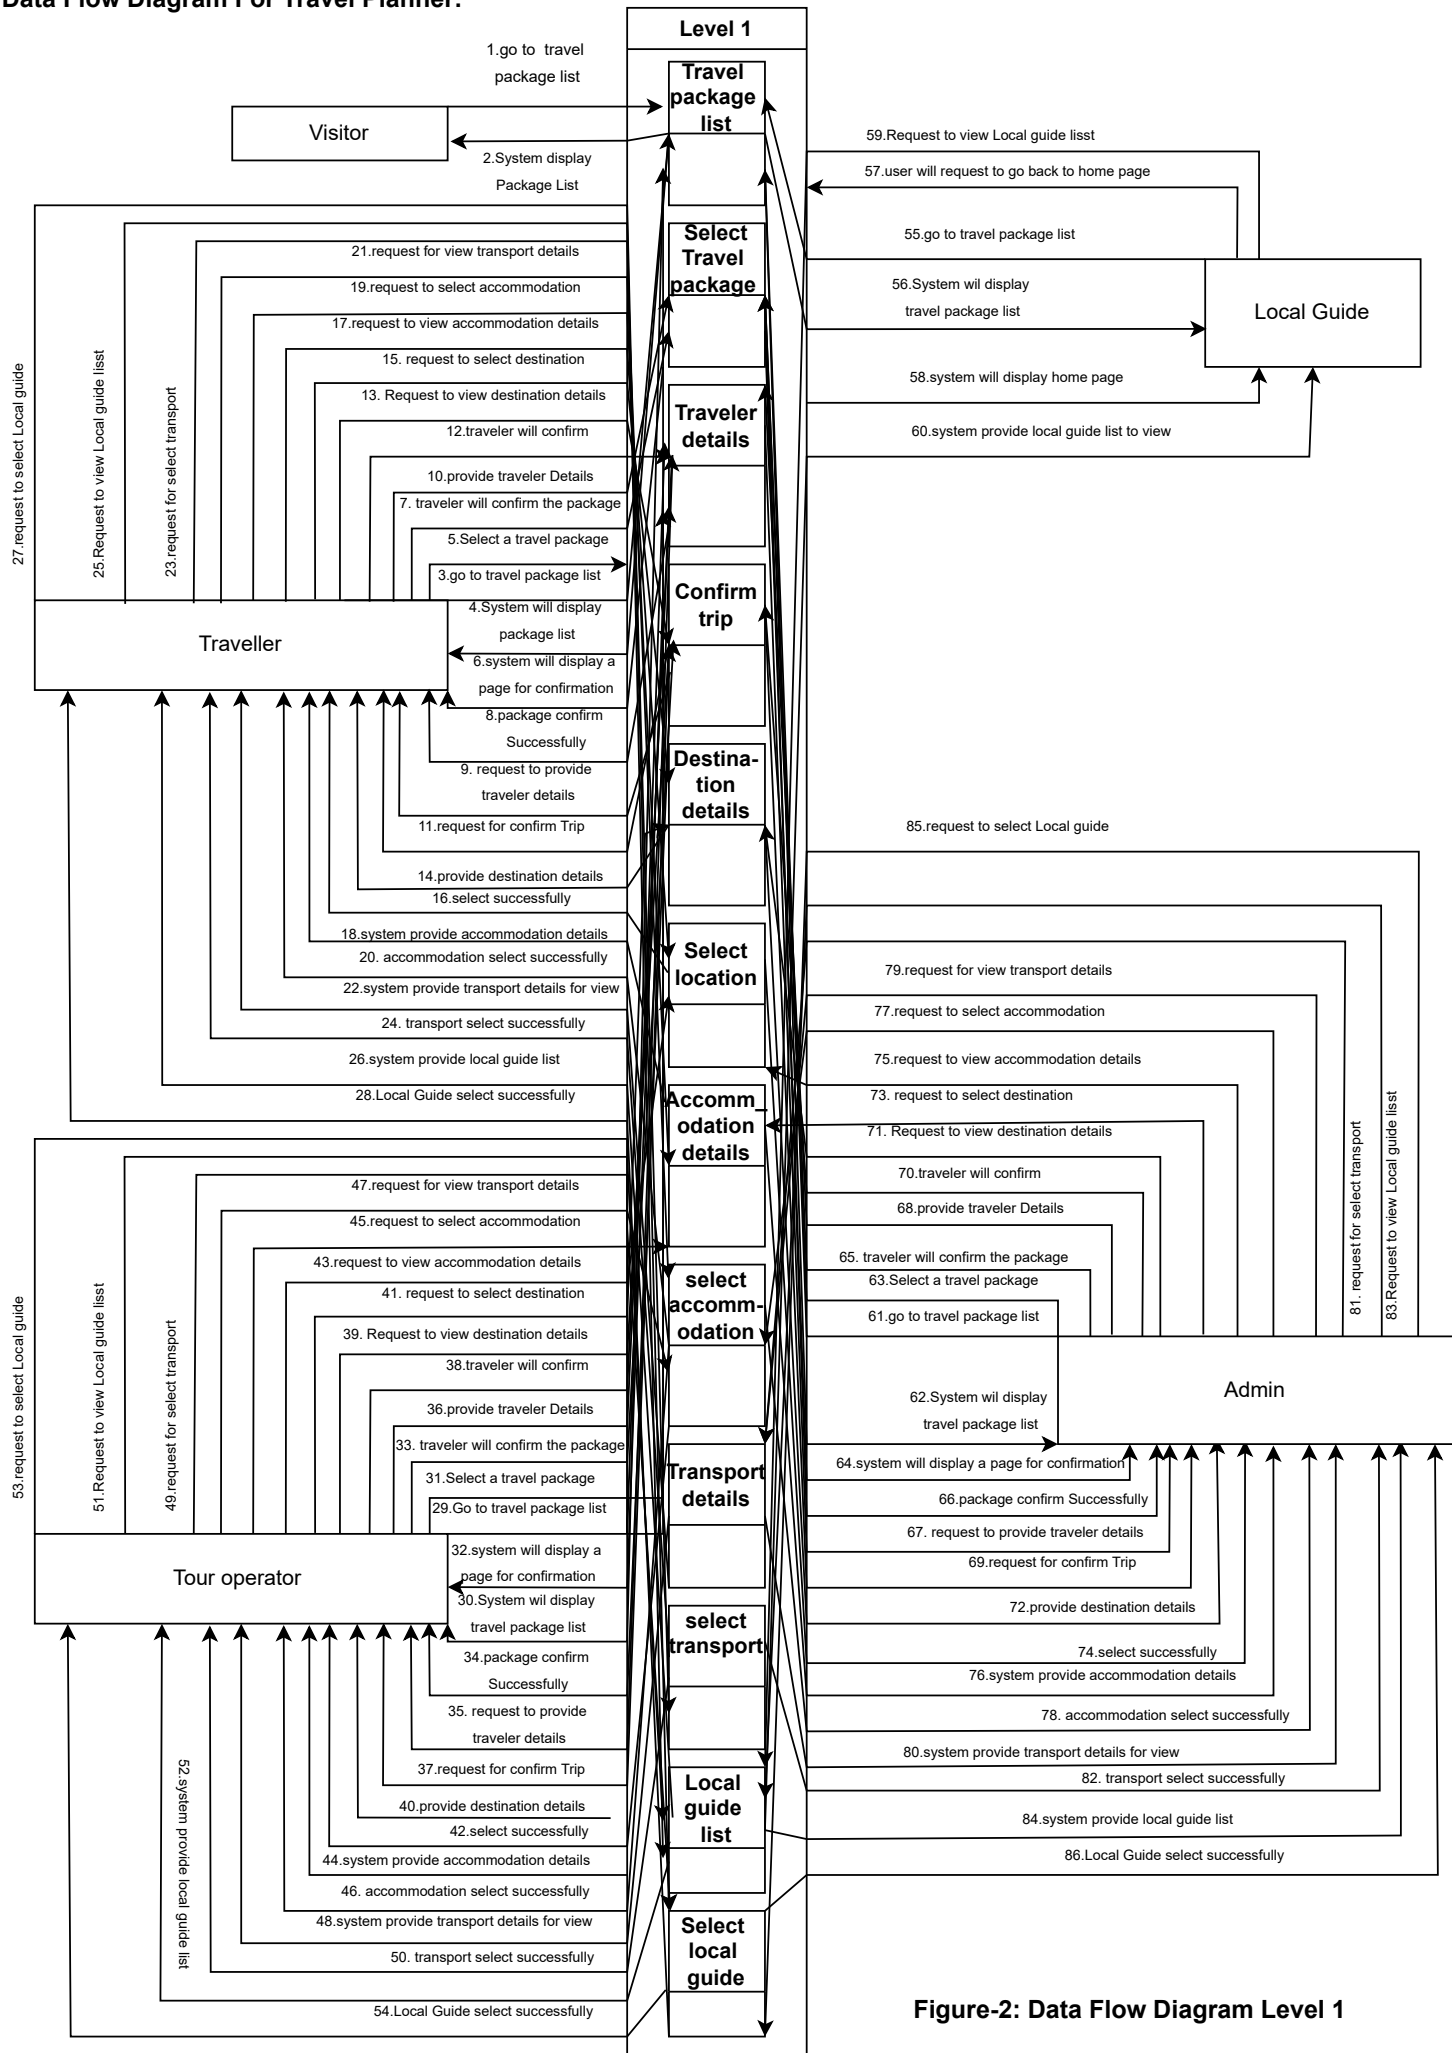 Data Flow Diagram For Travel Planner:
Level 1
1.go to travel
package list
Visitor
2.System display
Package List
Travel
package
list
Select
Travel
package
Traveler
details
Confirm
trip
Destina-
tion
details
Select
location
Accomm_
odation
details
select
accomm-
odation
Transport
details
select
transport
Local
guide
list
Select
local
guide
27.request to select Local guide
25.Request to view Local guide lisst
23.request for select transport
21.request for view transport details
19.request to select accommodation
17.request to view accommodation details
15. request to select destination
13. Request to view destination details
12.traveler will confirm
10.provide traveler Details
7. traveler will confirm the package
5.Select a travel package
3.go to travel package list
Traveller
4.System will display
package list
6.system will display a
page for confirmation
8.package confirm
Successfully
9. request to provide
traveler details
11.request for confirm Trip
14.provide destination details
16.select successfully
18.system provide accommodation details
20. accommodation select successfully
22.system provide transport details for view
24. transport select successfully
26.system provide local guide list
28.Local Guide select successfully
53.request to select Local guide
51.Request to view Local guide lisst
49.request for select transport
47.request for view transport details
45.request to select accommodation
43.request to view accommodation details
41. request to select destination
39. Request to view destination details
38.traveler will confirm
36.provide traveler Details
33. traveler will confirm the package
31.Select a travel package
29.Go to travel package list
Tour operator
32.system will display a
page for confirmation
30.System wil display
travel package list
34.package confirm
Successfully
35. request to provide
traveler details
37.request for confirm Trip
40.provide destination details
42.select successfully
44.system provide accommodation details
46. accommodation select successfully
48.system provide transport details for view
50. transport select successfully
52.system provide local guide list
54.Local Guide select successfully
59.Request to view Local guide lisst
57.user will request to go back to home page
55.go to travel package list
56.System wil display
travel package list
Local Guide
58.system will display home page
60.system provide local guide list to view
85.request to select Local guide
83.Request to view Local guide lisst
81. request for select transport
79.request for view transport details
77.request to select accommodation
75.request to view accommodation details
73. request to select destination
71. Request to view destination details
70.traveler will confirm
68.provide traveler Details
65. traveler will confirm the package
63.Select a travel package
61.go to travel package list
Admin
62.System wil display
travel package list
64.system will display a page for confirmation
66.package confirm Successfully
67. request to provide traveler details
69.request for confirm Trip
72.provide destination details
74.select successfully
76.system provide accommodation details
78. accommodation select successfully
80.system provide transport details for view
82. transport select successfully
84.system provide local guide list
86.Local Guide select successfully
Figure-2: Data Flow Diagram Level 1